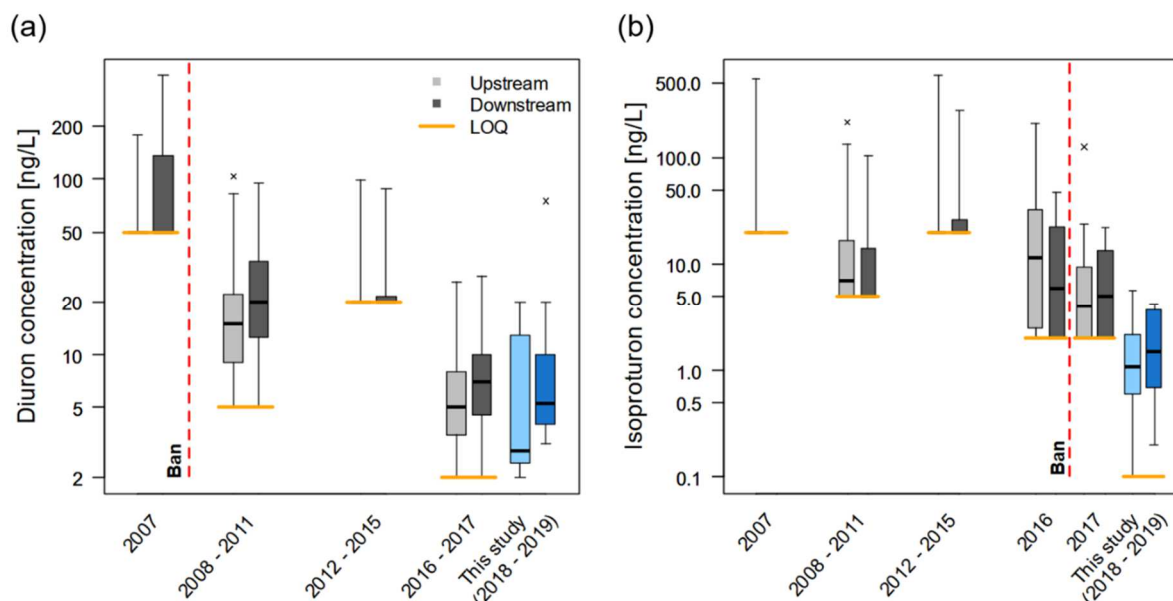 (a)
Diuron concentration [ng/L]
200
100
50
20
10
5
2
Upstream
Downstream
LOQ
Ban
2007
2008 - 2011
2012 - 2015
2016 - 2017
This study
(2018 - 2019)
(b)
Isoproturon concentration [ng/L]
500.0
100.0
50.0
10.0
5.0
1.0
0.5
0.1
Ban
2007
2008 - 2011
2012 - 2015
2016
2017
This study
(2018 - 2019)